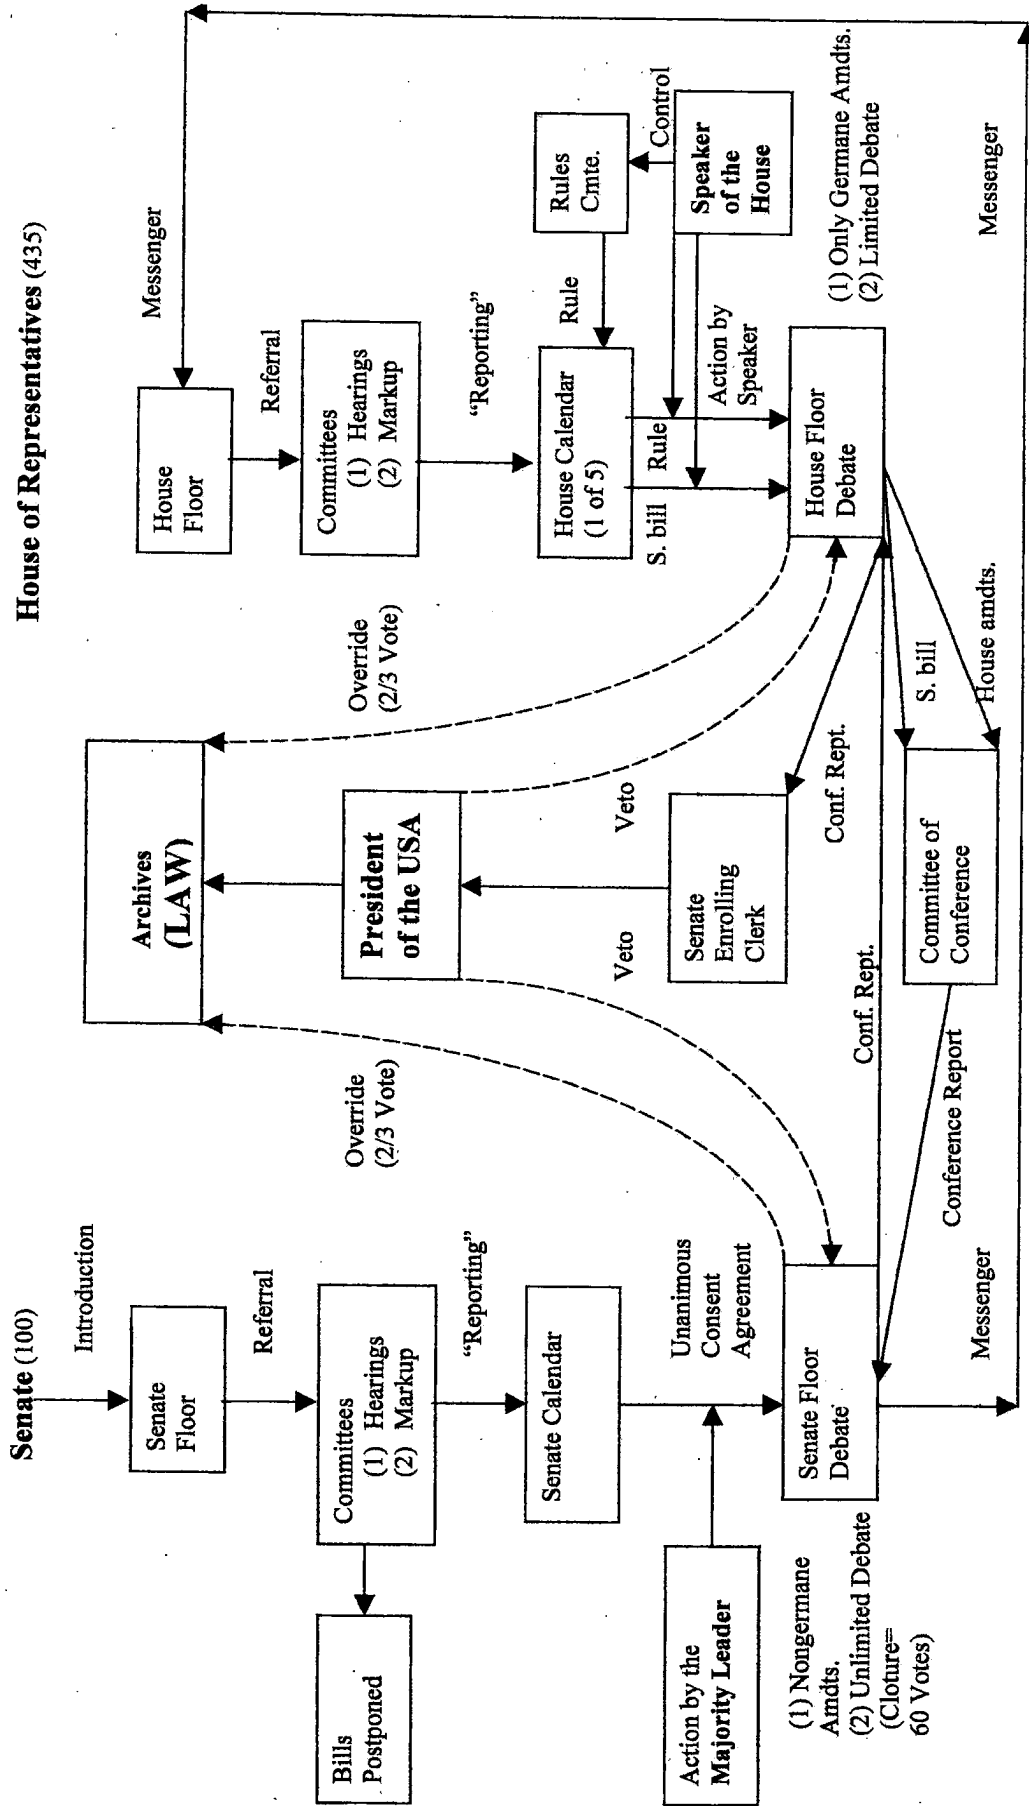 Senate (100)
Introduction
Senate
Floor
Referral
Committees
(1) Hearings
(2) Markup
Bills
Postponed
“Reporting”
Senate Calendar
Unanimous
Consent
Agreement
Action by the
Majority Leader
Senate Floor
Debate
(1) Nongermane
Amdts.
(2) Unlimited Debate
(Cloture=
60 Votes)
Messenger
Archives
(LAW)
Override
(2/3 Vote)
Override
(2/3 Vote)
President
of the USA
Veto
Veto
Senate
Enrolling
Clerk
Conf. Rept.
Conf. Rept.
Committee of
Conference
Conference Report
S. bill
House amdts.
House of Representatives (435)
Messenger
House
Floor
Referral
Committees
(1) Hearings
(2) Markup
“Reporting”
House Calendar
(1 of 5)
Rule
Rules
Cmte.
Control
Speaker
of the
House
S. bill
Rule
Action by
Speaker
House Floor
Debate
(1) Only Germane Amdts.
(2) Limited Debate
Messenger